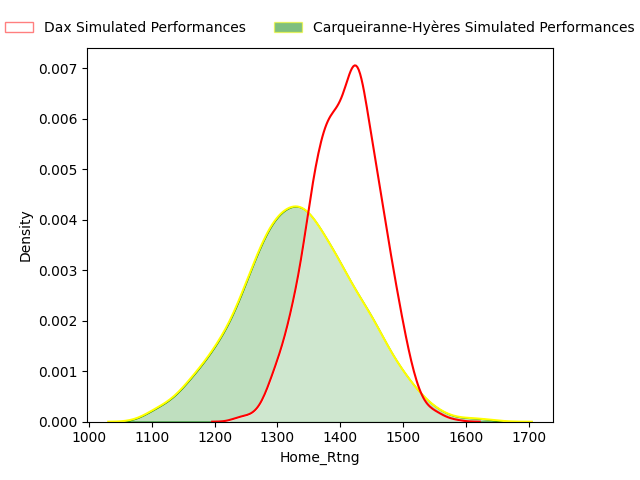 Dax Simulated Performances
Carqueiranne-Hyères Simulated Performances
0.007
0.006
0.005
0.004
0.003
0.002
0.001
0.000
Density
1000 1100 1200 1300 1400 1500 1600 1700
Home_Rtng